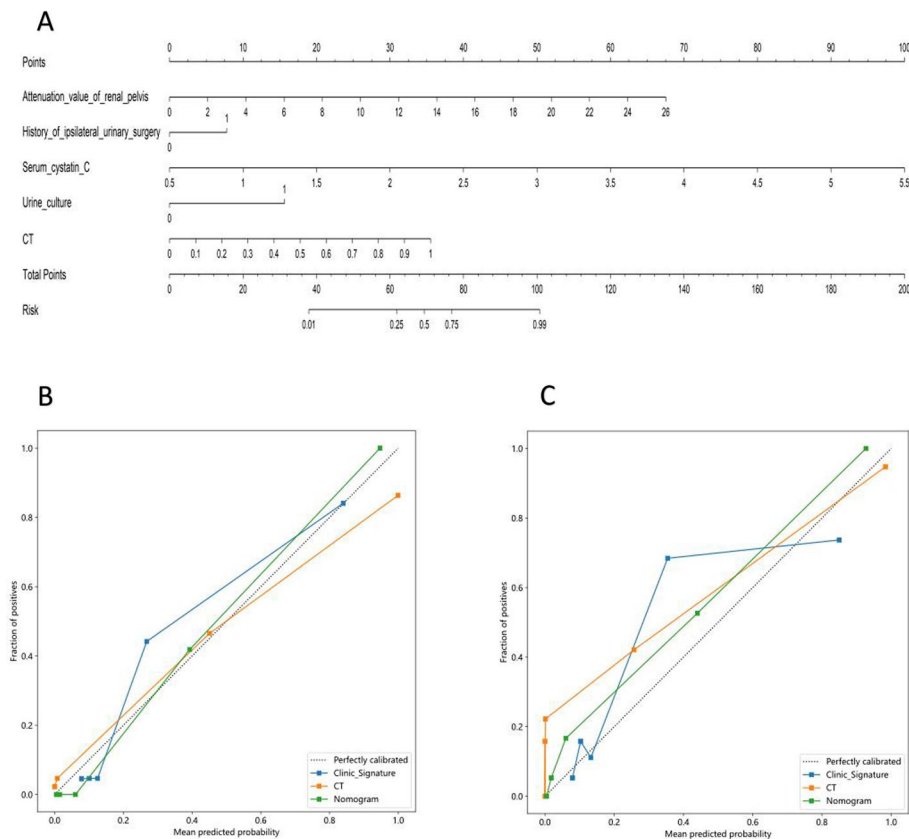 A
Points
0 10 20 30 40 50 60 70 80 90 100
Attenuation_value_of_renal_pelvis
0 2 4 6 8 10 12 14 16 18 20 22 24 26
History_of_ipsilateral_urinary_surgery
1
0
Serum_cystatin_C
0.5 1 1.5 2 2.5 3 3.5 4 4.5 5 5.5
Urine_culture
1
0
CT
0 0.1 0.2 0.3 0.4 0.5 0.6 0.7 0.8 0.9 1
Total Points
0 20 40 60 80 100 120 140 160 180 200
Risk
0.01 0.25 0.5 0.75 0.99
B
Fraction of positives
1.0
0.8
0.6
0.4
0.2
0.0
Perfectly calibrated
Clinic_Signature
CT
Nomogram
0.0 0.2 0.4 0.6 0.8 1.0
Mean predicted probability
C
Fraction of positives
1.0
0.8
0.6
0.4
0.2
0.0
Perfectly calibrated
Clinic_Signature
CT
Nomogram
0.0 0.2 0.4 0.6 0.8 1.0
Mean predicted probability